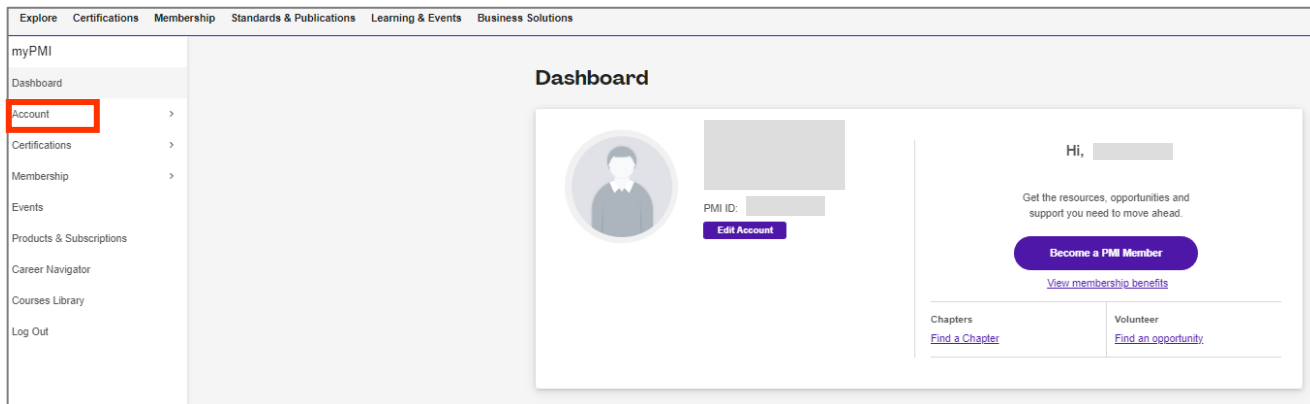 Explore Certifications Membership Standards & Publications Learning & Events Business Solutions
myPMI
Dashboard
Account
Certifications
Membership
Events
Products & Subscriptions
Career Navigator
Courses Library
Log Out
Dashboard
PMI ID:
Edit Account
Hi,
Get the resources, opportunities and
support you need to move ahead.
Become a PMI Member
View membership benefits
Chapters
Find a Chapter
Volunteer
Find an opportunity